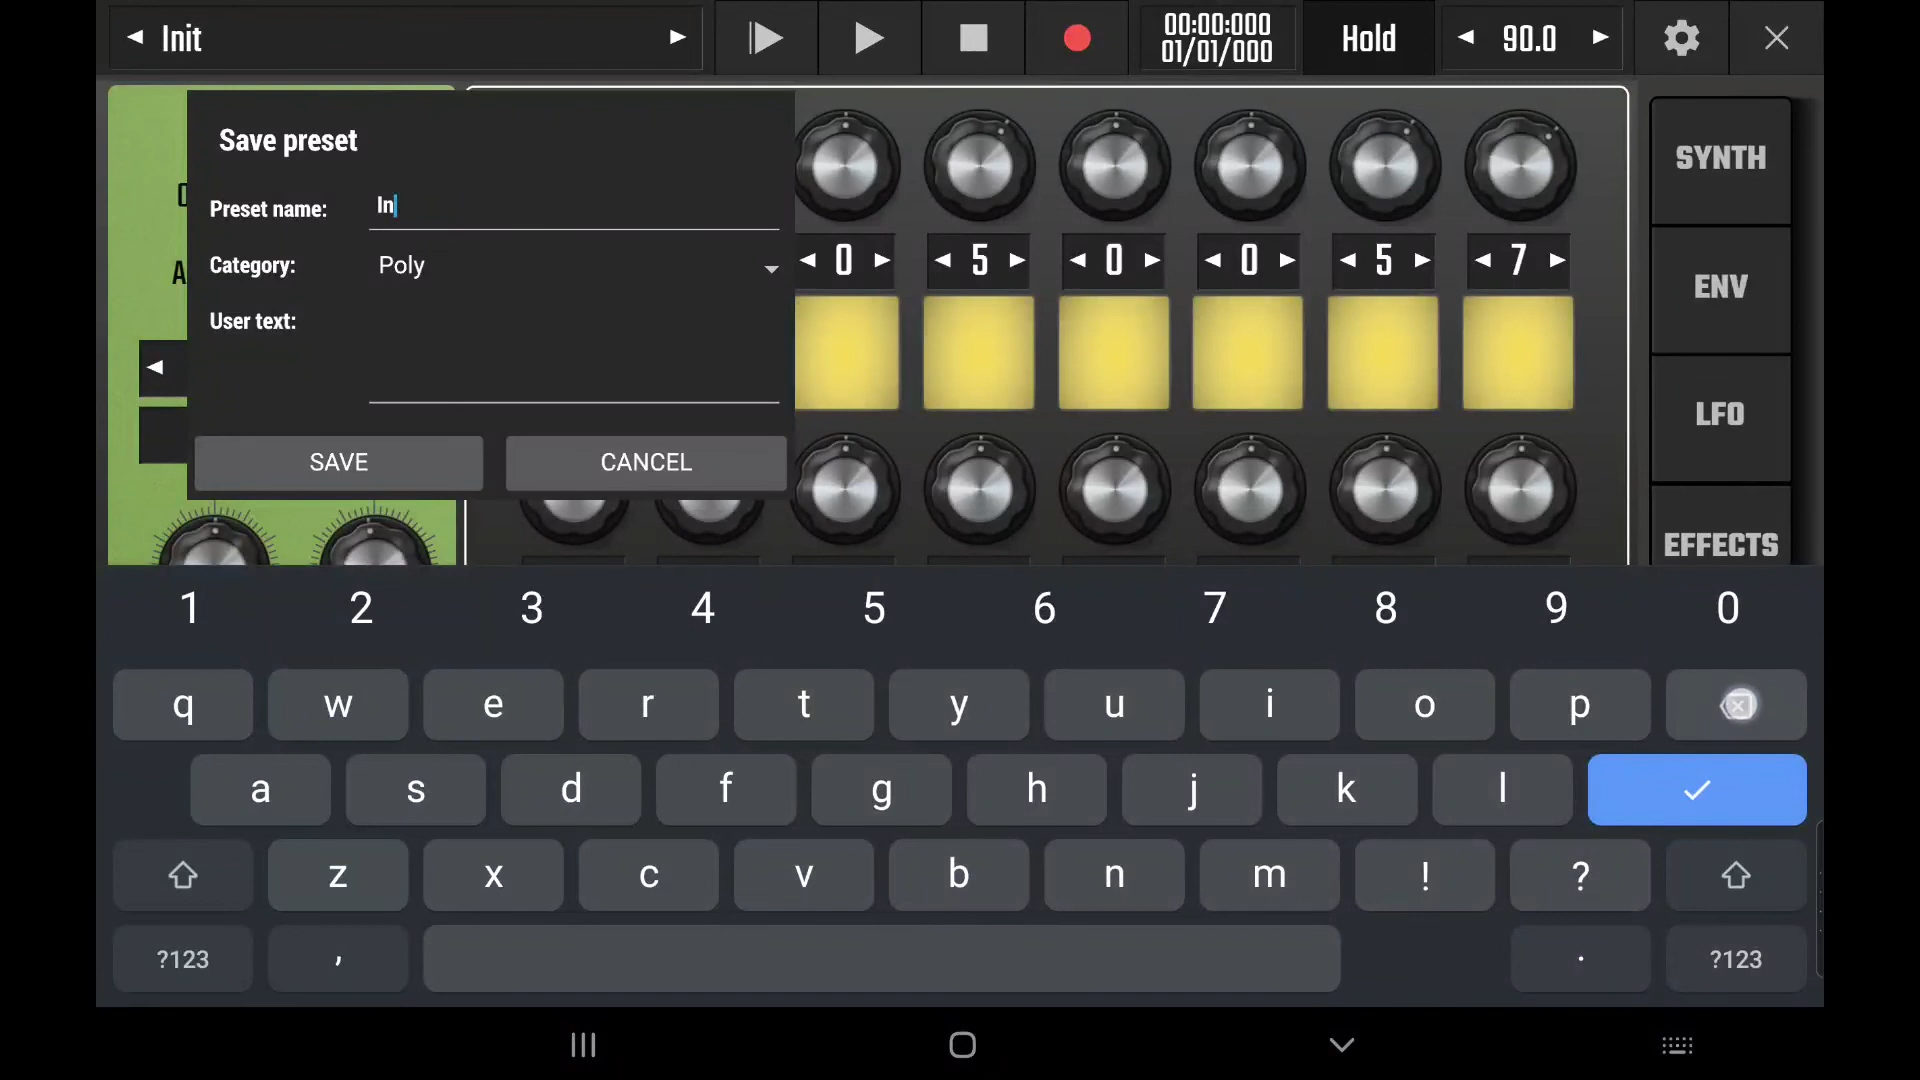 Init
00:00:000
01/01/000
Hold
90.0
Save preset
Preset name: In
Category: Poly
User text:
SAVE CANCEL
0 5 0 0 5 7
SYNTH
ENV
LFO
EFFECTS
1 2 3 4 5 6 7 8 9 0
q w e r t y u i o p
a s d f g h j k l
z x c v b n m ! ?
?123 , . ?123